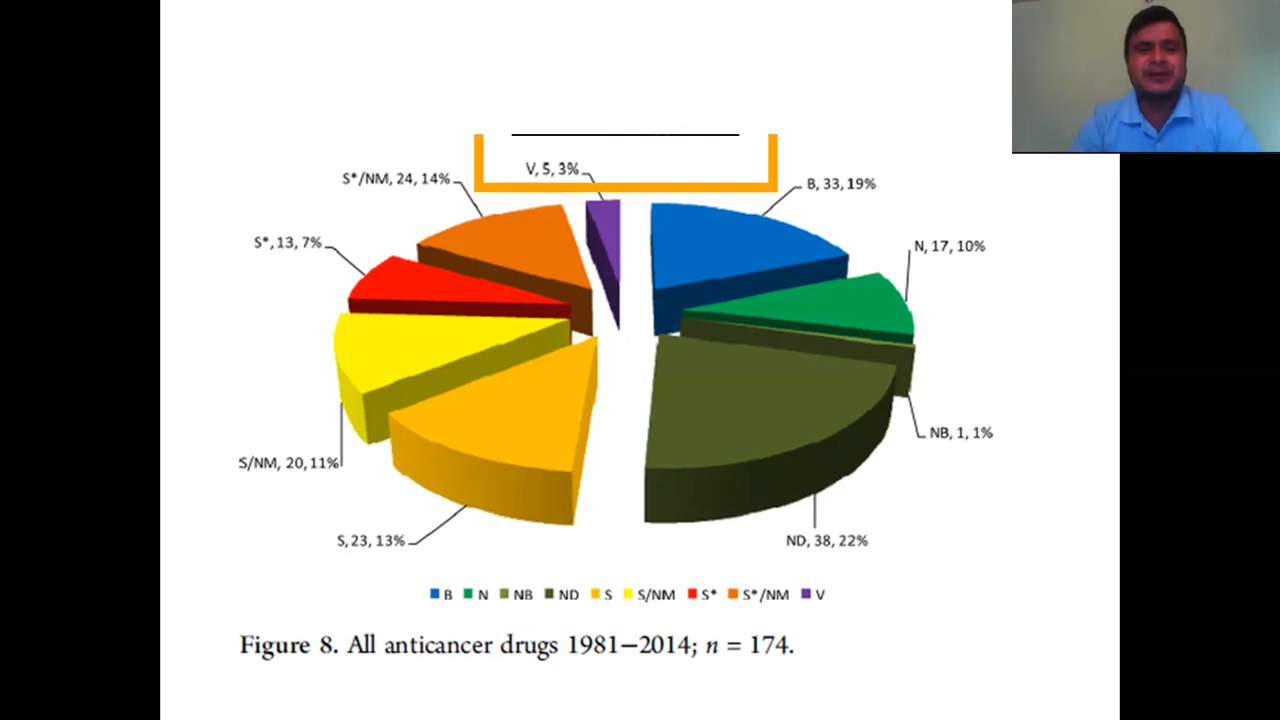 V, 5, 3%
S*/NM, 24, 14%
B, 33, 19%
S*, 13, 7%
N, 17, 10%
NB, 1, 1%
S/NM, 20, 11%
S, 23, 13%
ND, 38, 22%
B N NB ND S S/NM S* S*/NM V
Figure 8. All anticancer drugs 1981−2014; n = 174.